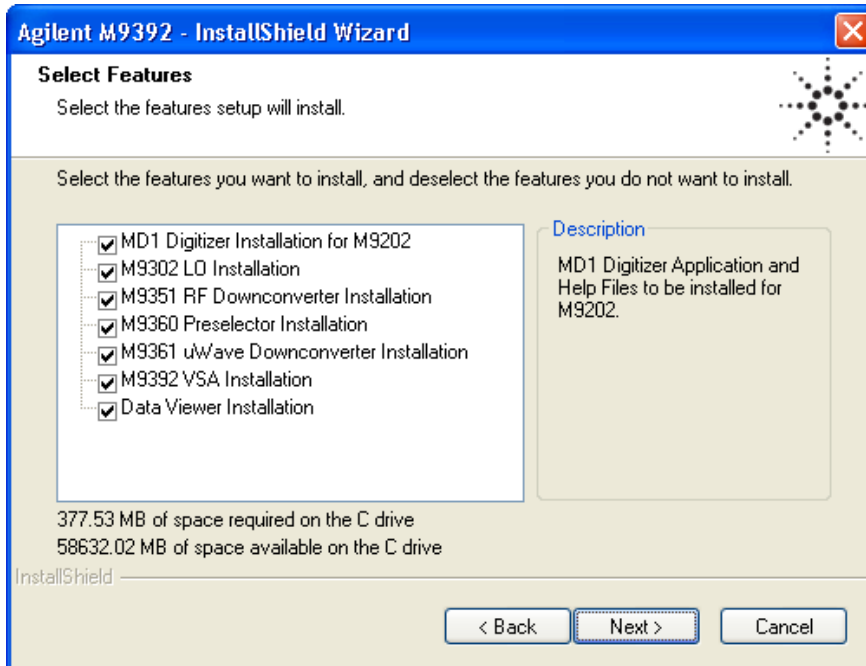 Agilent M9392 - InstallShield Wizard
Select Features
Select the features setup will install.
Select the features you want to install, and deselect the features you do not want to install.
MD1 Digitizer Installation for M9202
M9302 LO Installation
M9351 RF Downconverter Installation
M9360 Preselector Installation
M9361 uWave Downconverter Installation
M9392 VSA Installation
Data Viewer Installation
Description
MD1 Digitizer Application and
Help Files to be installed for
M9202.
377.53 MB of space required on the C drive
58632.02 MB of space available on the C drive
InstallShield
< Back
Next >
Cancel